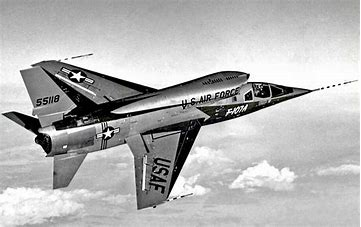 55118
U.S. AIR FORCE
F-107A
USAF